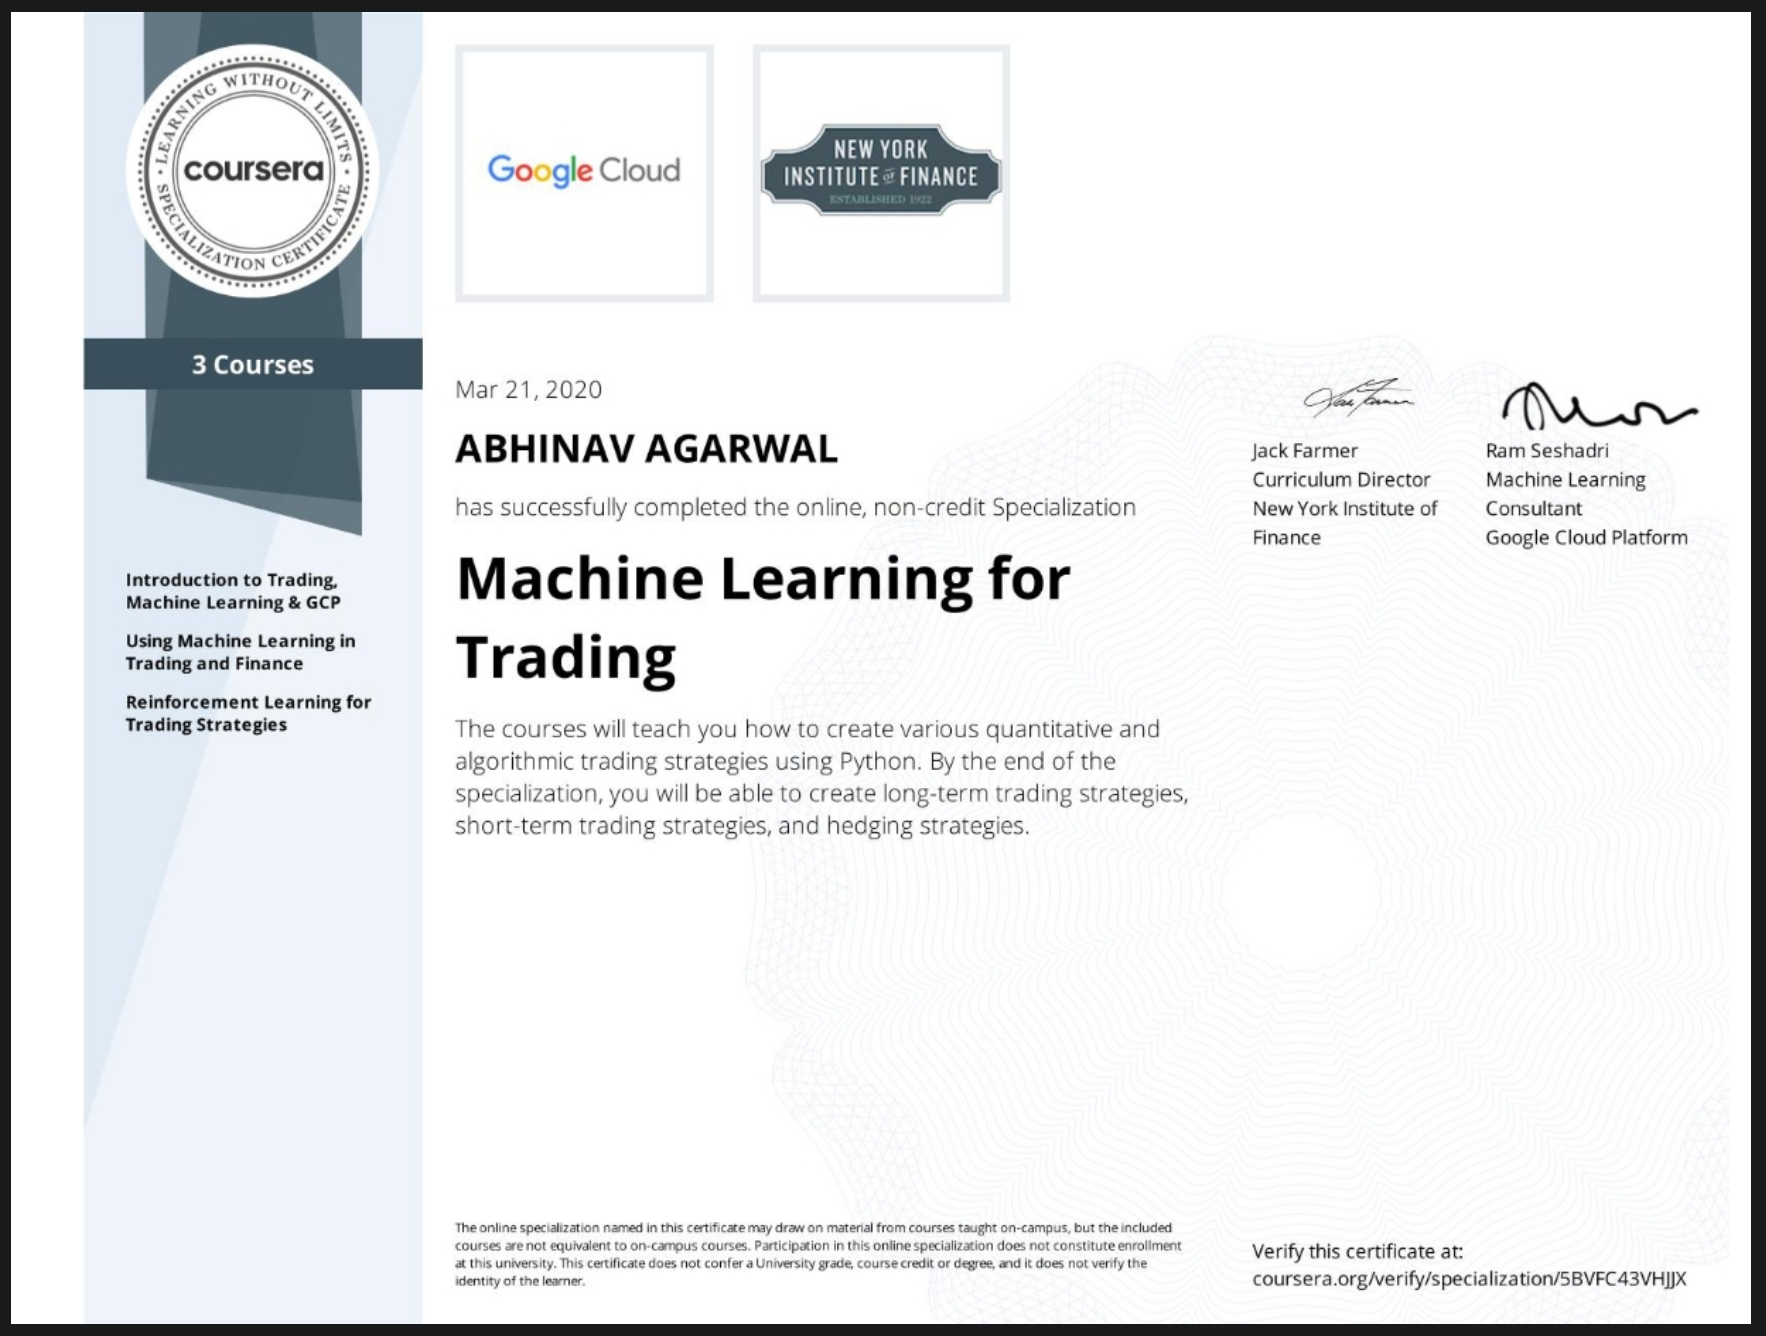 LEARNING WITHOUT LIMITS
coursera
SPECIALIZATION CERTIFICATE
3 Courses
Introduction to Trading,
Machine Learning & GCP
Using Machine Learning in
Trading and Finance
Reinforcement Learning for
Trading Strategies
Google Cloud
NEW YORK
INSTITUTE OF FINANCE
ESTABLISHED 1922
Mar 21, 2020
ABHINAV AGARWAL
has successfully completed the online, non-credit Specialization
Machine Learning for
Trading
The courses will teach you how to create various quantitative and
algorithmic trading strategies using Python. By the end of the
specialization, you will be able to create long-term trading strategies,
short-term trading strategies, and hedging strategies.
Jack Farmer
Curriculum Director
New York Institute of
Finance
Ram Seshadri
Machine Learning
Consultant
Google Cloud Platform
The online specialization named in this certificate may draw on material from courses taught on-campus, but the included
courses are not equivalent to on-campus courses. Participation in this online specialization does not constitute enrollment
at this university. This certificate does not confer a University grade, course credit or degree, and it does not verify the
identity of the learner.
Verify this certificate at:
coursera.org/verify/specialization/5BVFC43VHJJX